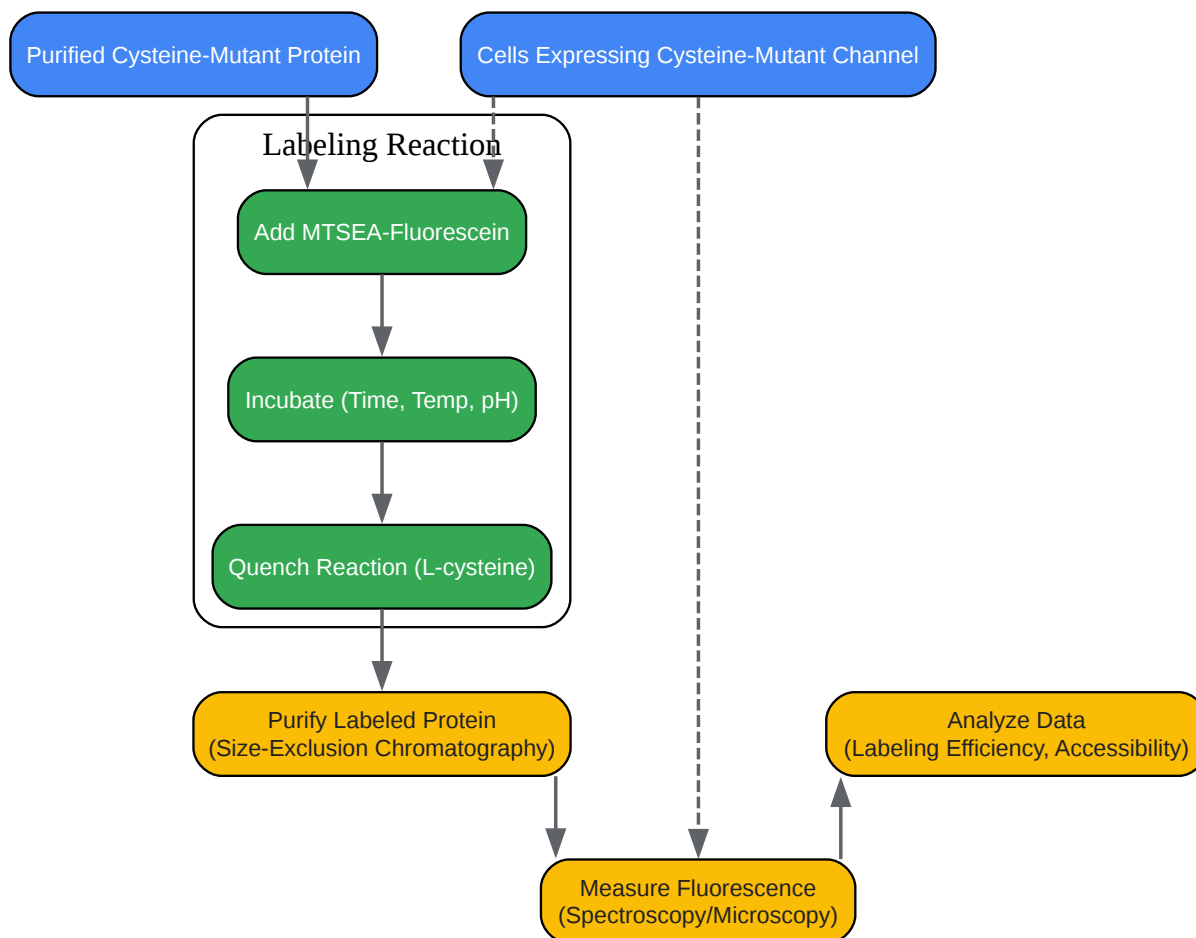 Purified Cysteine-Mutant Protein
Cells Expressing Cysteine-Mutant Channel
Labeling Reaction
Add MTSEA-Fluorescein
Incubate (Time, Temp, pH)
Quench Reaction (L-cysteine)
Purify Labeled Protein
(Size-Exclusion Chromatography)
Analyze Data
(Labeling Efficiency, Accessibility)
Measure Fluorescence
(Spectroscopy/Microscopy)